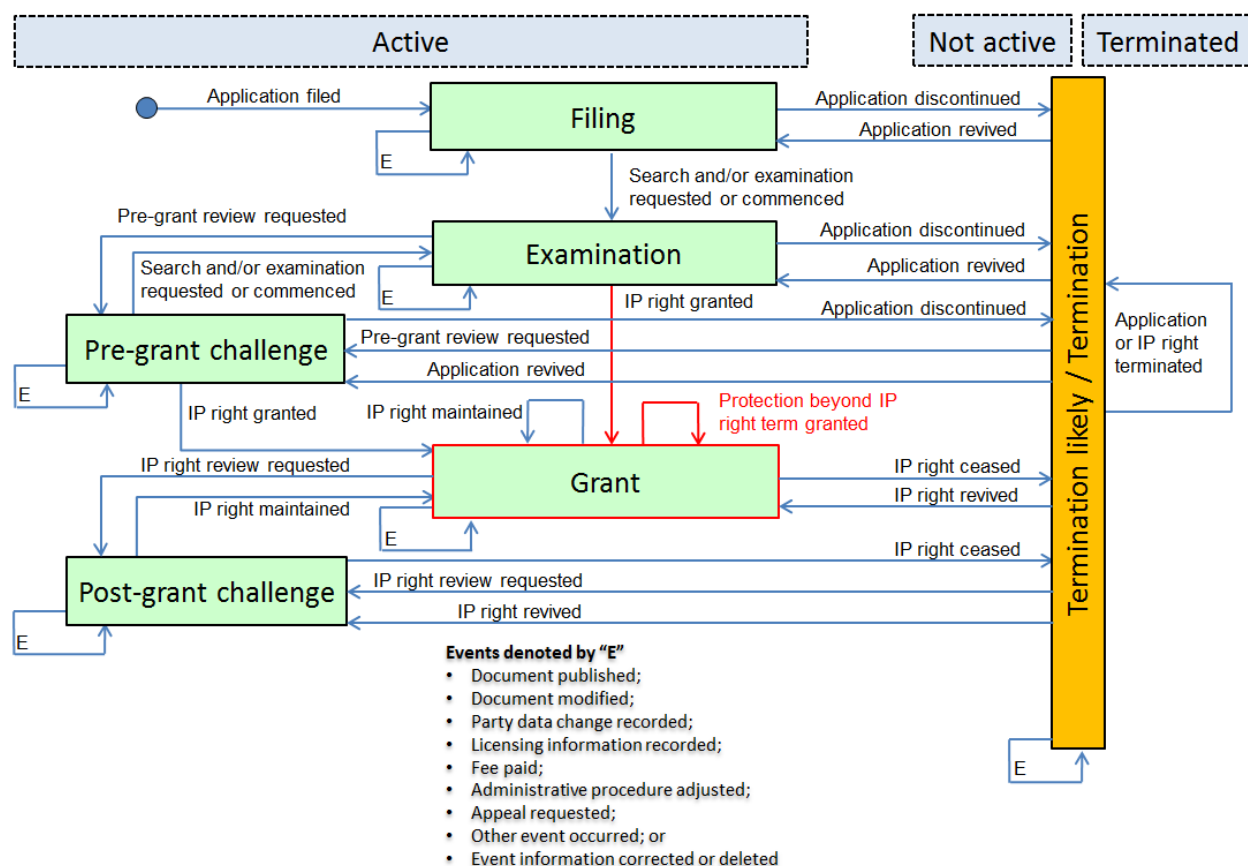 Active
Not active
Terminated
Application filed
Filing
Application discontinued
Application revived
E
Search and/or examination
requested or commenced
Pre-grant review requested
Examination
Application discontinued
Application revived
Search and/or examination
requested or commenced
E
IP right granted
Application discontinued
Pre-grant challenge
Pre-grant review requested
Application revived
E
Application
or IP right
terminated
Termination likely / Termination
IP right granted
IP right maintained
Protection beyond IP
right term granted
IP right review requested
Grant
IP right ceased
IP right revived
IP right maintained
E
IP right ceased
Post-grant challenge
IP right review requested
IP right revived
E
Events denoted by “E”
• Document published;
• Document modified;
• Party data change recorded;
• Licensing information recorded;
• Fee paid;
• Administrative procedure adjusted;
• Appeal requested;
• Other event occurred; or
• Event information corrected or deleted
E